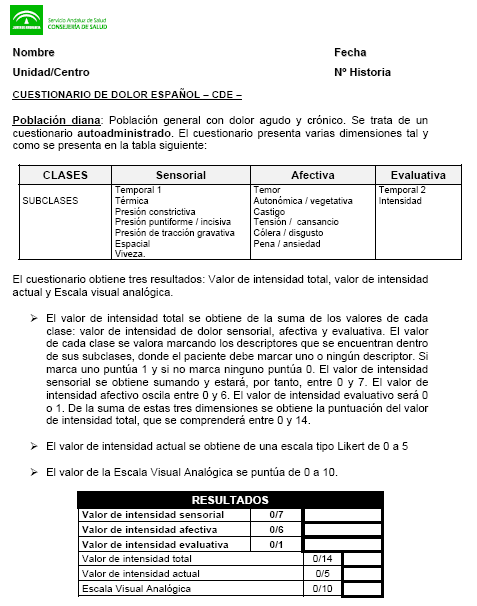 Servicio Andaluz de Salud
CONSEJERÍA DE SALUD
Nombre Fecha
Unidad/Centro Nº Historia
CUESTIONARIO DE DOLOR ESPAÑOL – CDE –
Población diana: Población general con dolor agudo y crónico. Se trata de un
cuestionario autoadministrado. El cuestionario presenta varias dimensiones tal y
como se presenta en la tabla siguiente:
CLASES Sensorial Afectiva Evaluativa
SUBCLASES
Temporal 1
Térmica
Presión constrictiva
Presión puntiforme / incisiva
Presión de tracción gravativa
Espacial
Viveza.
Temor
Autonómica / vegetativa
Castigo
Tensión / cansancio
Cólera / disgusto
Pena / ansiedad
Temporal 2
Intensidad
El cuestionario obtiene tres resultados: Valor de intensidad total, valor de intensidad
actual y Escala visual analógica.
➢ El valor de intensidad total se obtiene de la suma de los valores de cada
clase: valor de intensidad de dolor sensorial, afectiva y evaluativa. El valor
de cada clase se valora marcando los descriptores que se encuentran dentro
de sus subclases, donde el paciente debe marcar uno o ningún descriptor. Si
marca uno puntúa 1 y si no marca ninguno puntúa 0. El valor de intensidad
sensorial se obtiene sumando y estará, por tanto, entre 0 y 7. El valor de
intensidad afectivo oscila entre 0 y 6. El valor de intensidad evaluativo será 0
o 1. De la suma de estas tres dimensiones se obtiene la puntuación del valor
de intensidad total, que se comprenderá entre 0 y 14.
➢ El valor de intensidad actual se obtiene de una escala tipo Likert de 0 a 5
➢ El valor de la Escala Visual Analógica se puntúa de 0 a 10.
RESULTADOS
Valor de intensidad sensorial 0/7
Valor de intensidad afectiva 0/6
Valor de intensidad evaluativa 0/1
Valor de intensidad total 0/14
Valor de intensidad actual 0/5
Escala Visual Analógica 0/10